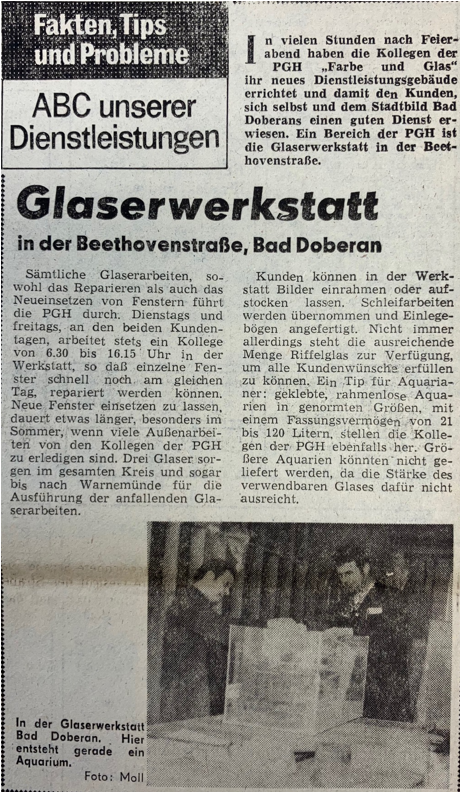 Fakten, Tips
und Probleme
ABC unserer
Dienstleistungen
In vielen Stunden nach Feier-
abend haben die Kollegen der
PGH „Farbe und Glas"
ihr neues Dienstleistungsgebäude
errichtet und damit den Kunden,
sich selbst und dem Stadtbild Bad
Doberans einen guten Dienst er-
wiesen. Ein Bereich der PGH ist
die Glaserwerkstatt in der Beet-
hovenstraße.
Glaserwerkstatt
in der Beethovenstraße, Bad Doberan
Sämtliche Glaserarbeiten, so-
wohl das Reparieren als auch das
Neueinsetzen von Fenstern führt
die PGH durch. Dienstags und
freitags, an den beiden Kunden-
tagen, arbeitet stets ein Kollege
von 6.30 bis 16.15 Uhr in der
Werkstatt, so daß einzelne Fen-
ster schnell noch am gleichen
Tag, repariert werden können.
Neue Fenster einsetzen zu lassen,
dauert etwas länger, besonders im
Sommer, wenn viele Außenarbei-
ten von den Kollegen der PGH
zu erledigen sind. Drei Glaser sor-
gen im gesamten Kreis und sogar
bis nach Warnemünde für die
Ausführung der anfallenden Gla-
serarbeiten.
Kunden können in der Werk-
statt Bilder einrahmen oder auf-
stocken lassen. Schleifarbeiten
werden übernommen und Einlege-
bögen angefertigt. Nicht immer
allerdings steht die ausreichende
Menge Riffelglas zur Verfügung,
um alle Kundenwünsche erfüllen
zu können. Ein Tip für Aquaria-
ner: geklebte, rahmenlose Aqua-
rien in genormten Größen, mit
einem Fassungsvermögen von 21
bis 120 Litern, stellen die Kolle-
gen der PGH ebenfalls her. Grö-
ßere Aquarien könnten nicht ge-
liefert werden, da die Stärke des
verwendbaren Glases dafür nicht
ausreicht.
In der Glaserwerkstatt
Bad Doberan. Hier
entsteht gerade ein
Aquarium.
Foto: Moll